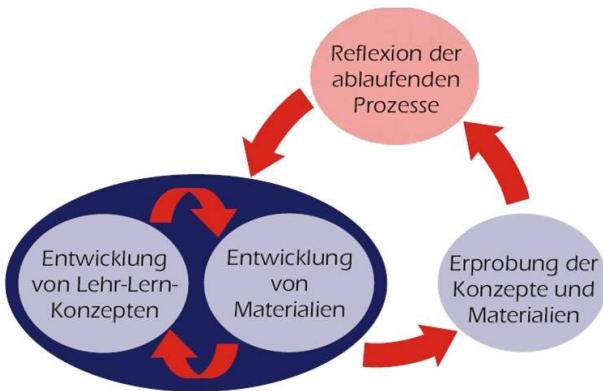 Reflexion der
ablaufenden
Prozesse
Entwicklung
von Lehr-Lern-
Konzepten
Entwicklung
von
Materialien
Erprobung der
Konzepte und
Materialien